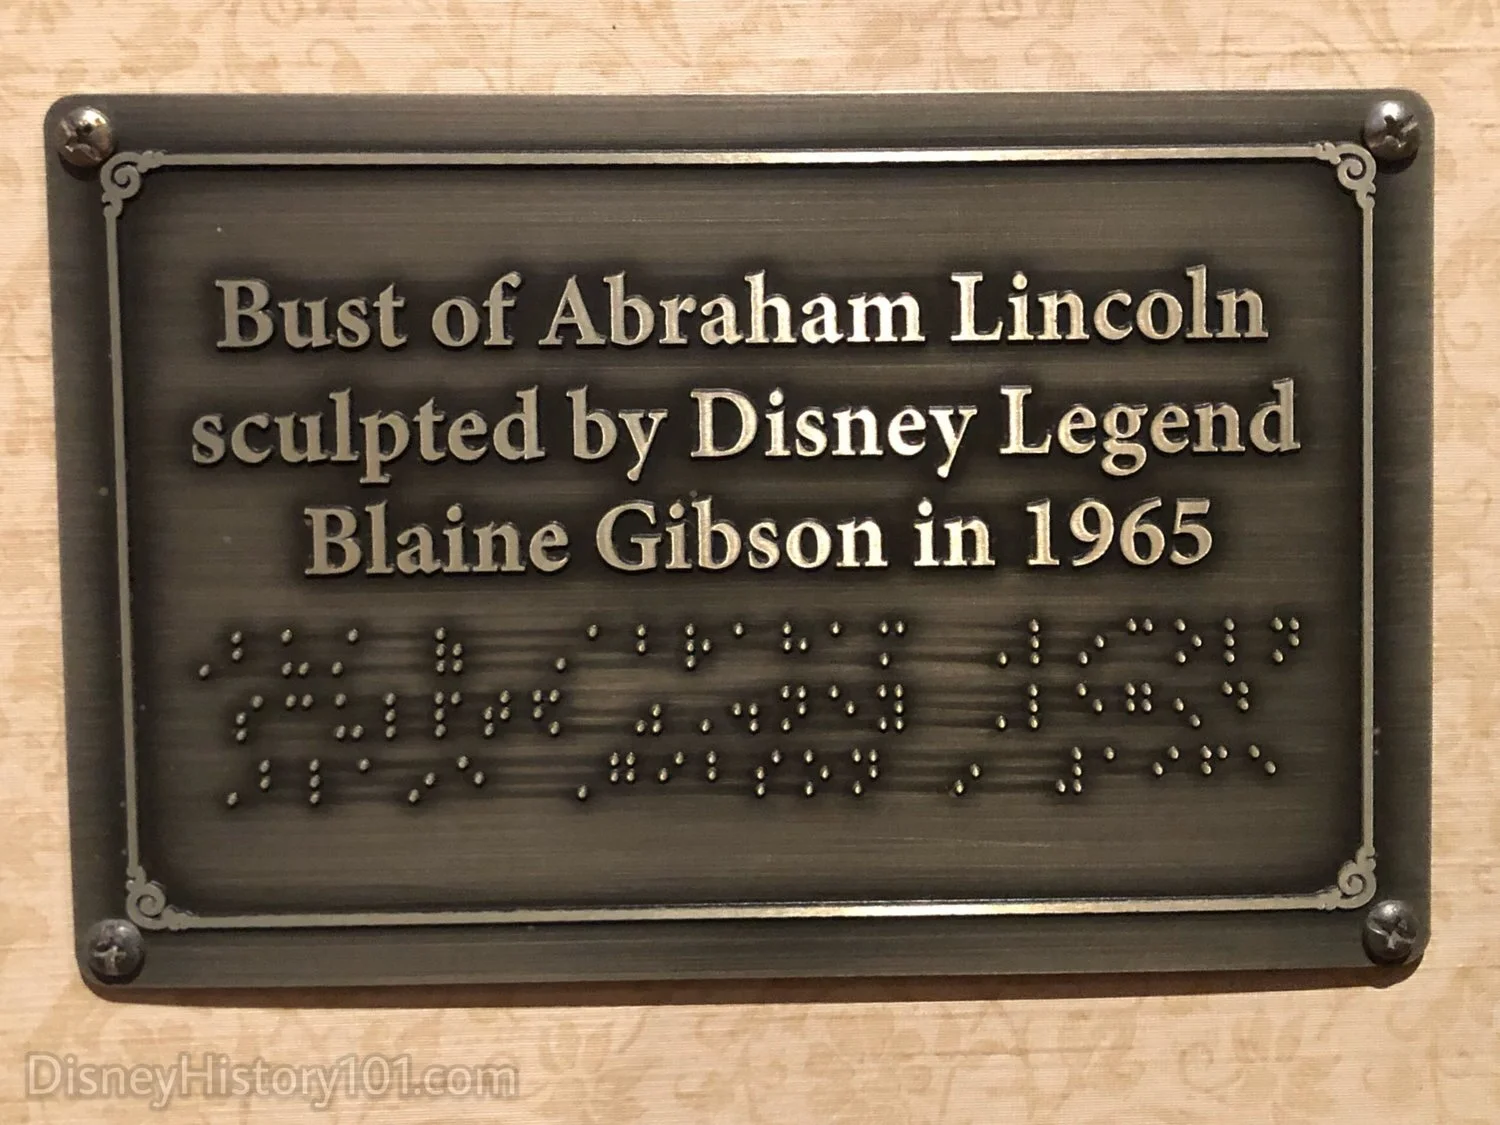 Bust of Abraham Lincoln
sculpted by Disney Legend
Blaine Gibson in 1965
DisneyHistory101.com